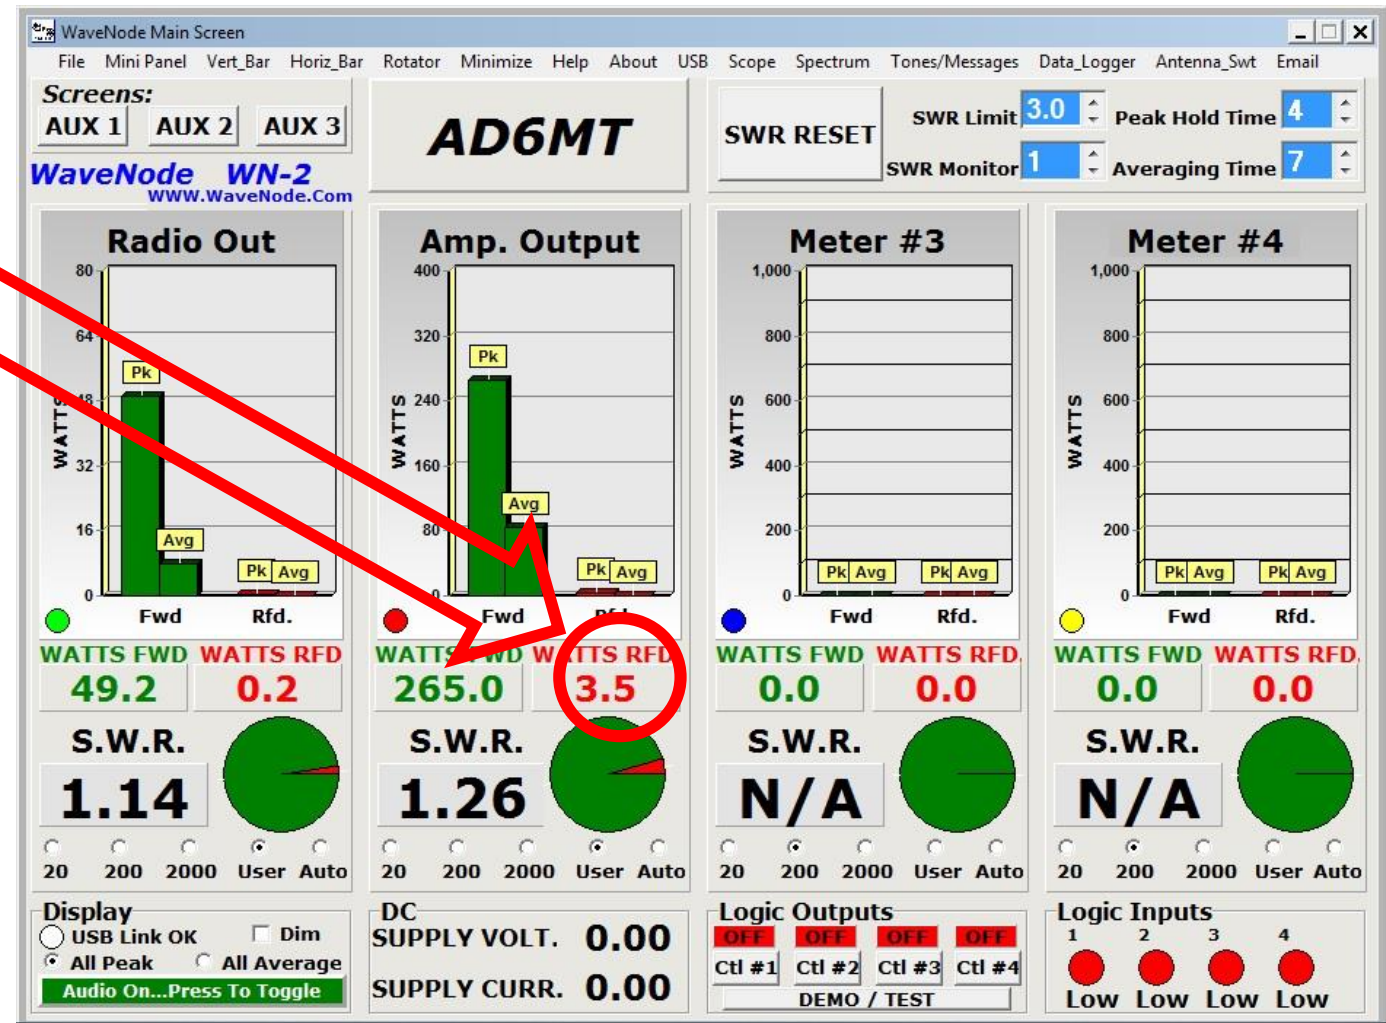 WaveNode Main Screen
File Mini Panel Vert_Bar Horiz_Bar Rotator Minimize Help About USB Scope Spectrum Tones/Messages Data_Logger Antenna_Swt Email
Screens:
AUX 1 AUX 2 AUX 3
WaveNode WN-2
WWW.WaveNode.Com
AD6MT
SWR RESET
SWR Limit 3.0 Peak Hold Time 4
SWR Monitor 1 Averaging Time 7
Radio Out
80
64
48
32
16
0
WATTS
Pk
Avg
Pk Avg
Fwd Rfd.
WATTS FWD WATTS RFD
49.2 0.2
S.W.R.
1.14
20 200 2000 User Auto
Amp. Output
400
320
240
160
80
0
WATTS
Pk
Avg
Pk Avg
Fwd Rfd.
WATTS FWD WATTS RFD
265.0 3.5
S.W.R.
1.26
20 200 2000 User Auto
Meter #3
1,000
800
600
400
200
0
WATTS
Pk Avg Pk Avg
Fwd Rfd.
WATTS FWD WATTS RFD.
0.0 0.0
S.W.R.
N/A
20 200 2000 User Auto
Meter #4
1,000
800
600
400
200
0
WATTS
Pk Avg Pk Avg
Fwd Rfd.
WATTS FWD WATTS RFD.
0.0 0.0
S.W.R.
N/A
20 200 2000 User Auto
Display
USB Link OK Dim
All Peak All Average
Audio On...Press To Toggle
DC
SUPPLY VOLT. 0.00
SUPPLY CURR. 0.00
Logic Outputs
OFF OFF OFF OFF
Ctl #1 Ctl #2 Ctl #3 Ctl #4
DEMO / TEST
Logic Inputs
1 2 3 4
Low Low Low Low